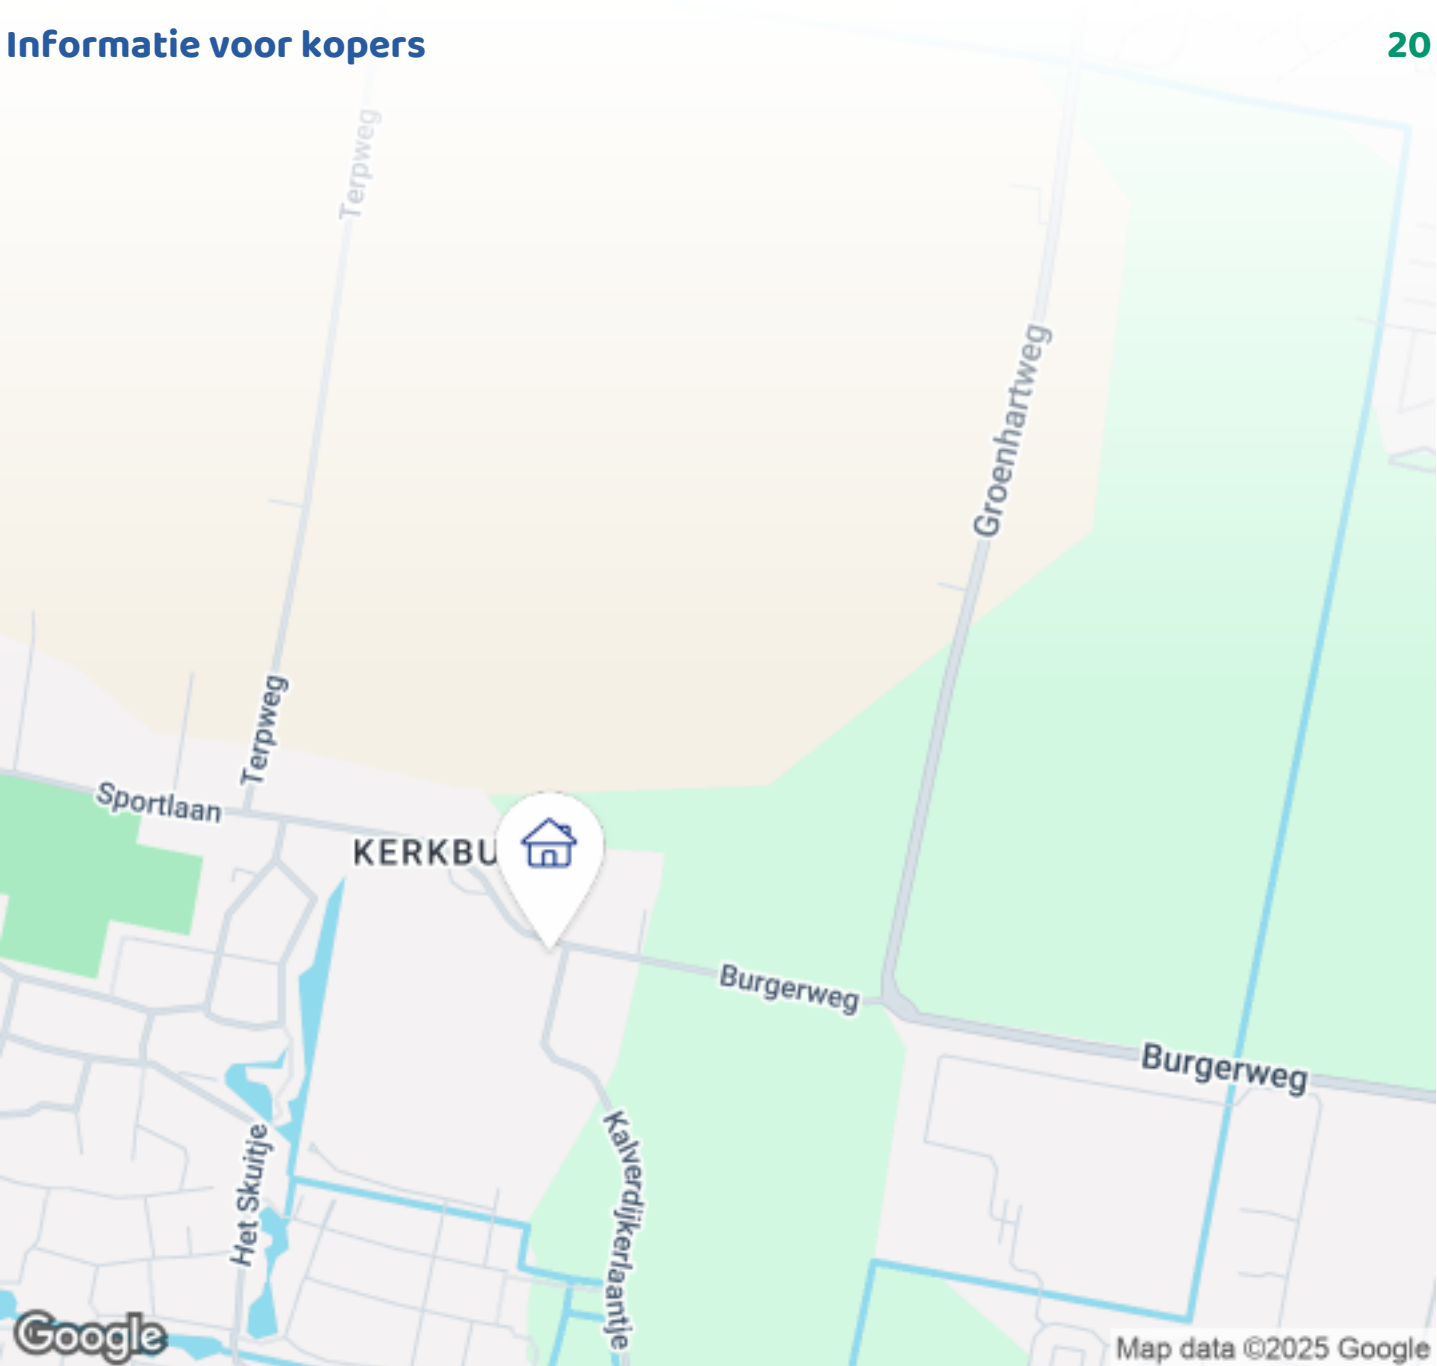 Informatie voor kopers
20
Terpweg
Groenhartweg
Terpweg
Sportlaan
KERKBU
Burgerweg
Burgerweg
Kalverdijkerlaantje
Het Skuitje
Google
Map data ©2025 Google